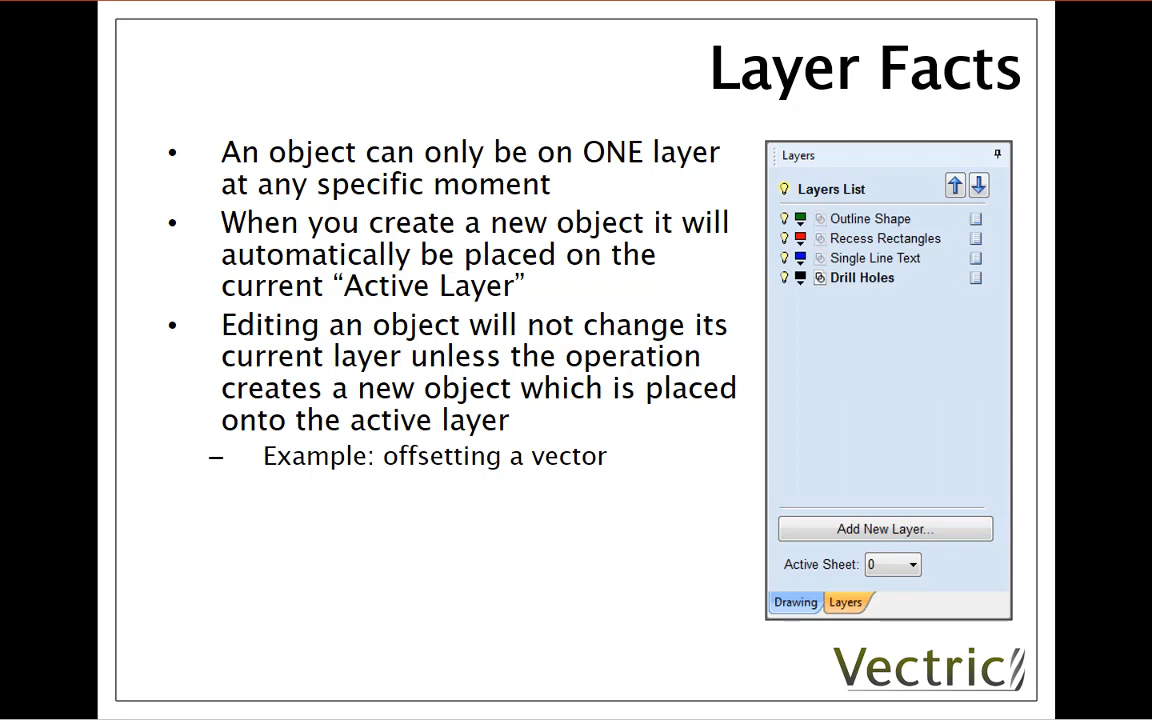 Layer Facts
• An object can only be on ONE layer
at any specific moment
• When you create a new object it will
automatically be placed on the
current “Active Layer”
• Editing an object will not change its
current layer unless the operation
creates a new object which is placed
onto the active layer
– Example: offsetting a vector
Layers
Layers List
Outline Shape
Recess Rectangles
Single Line Text
Drill Holes
Add New Layer...
Active Sheet: 0
Drawing Layers
Vectric